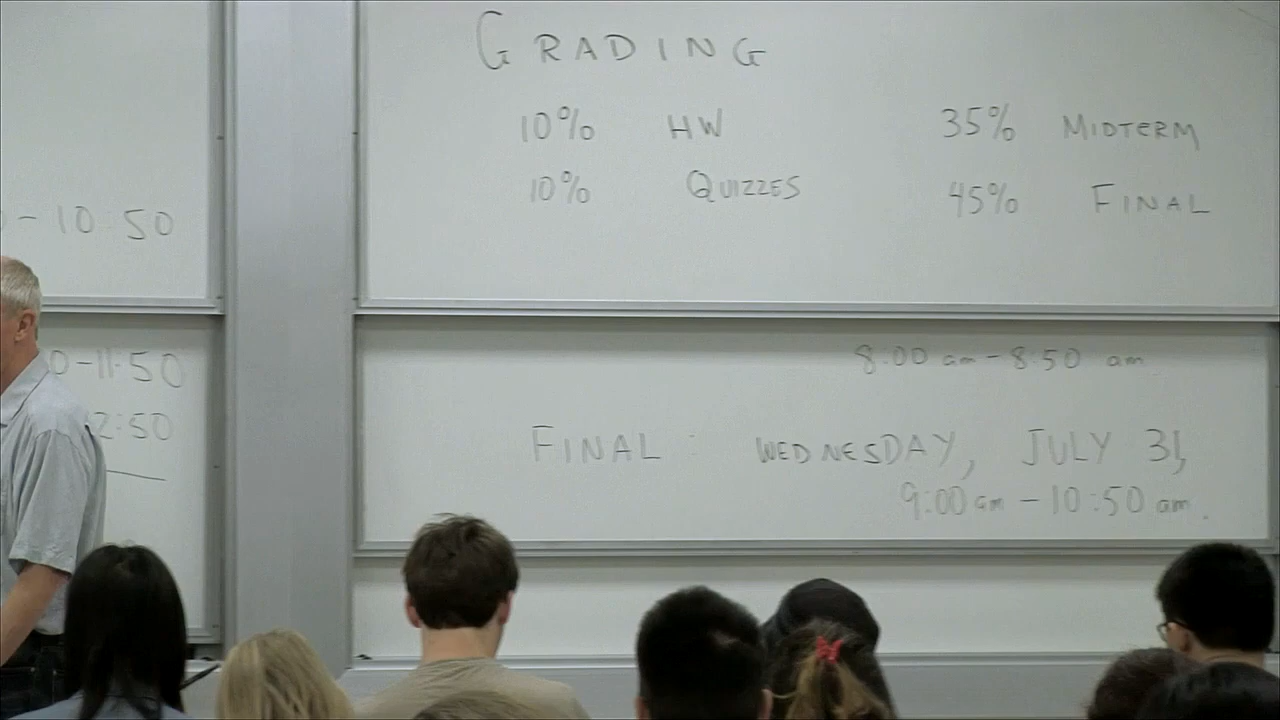 GRADING
10% HW 35% MIDTERM
10% QUIZZES 45% FINAL
- 10:50
8:00 am - 8:50 am
0-11:50
2:50
FINAL: WEDNESDAY, JULY 31,
9:00 am - 10:50 am.